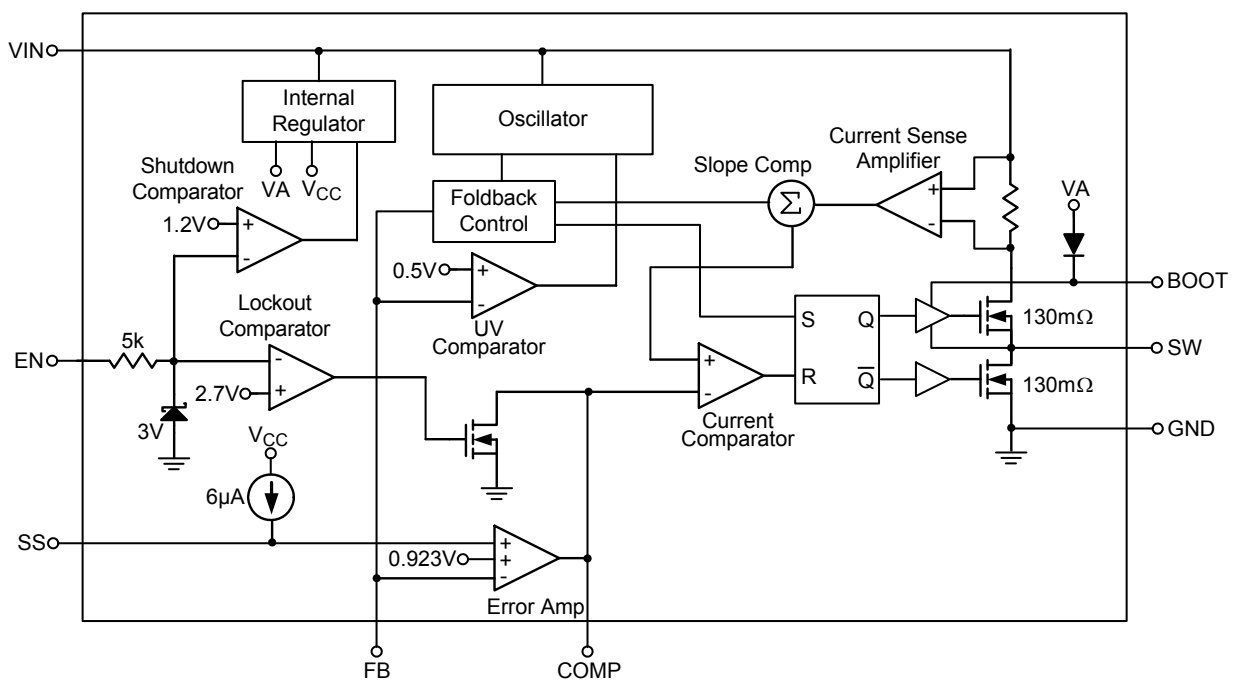 VIN
Internal
Regulator
Oscillator
Current Sense
Amplifier
Slope Comp
Shutdown
Comparator
VA
VCC
Foldback
Control
Σ
+
-
VA
1.2V
+
-
0.5V
+
-
UV
Comparator
BOOT
Lockout
Comparator
S
Q
130mΩ
EN
5k
-
+
2.7V
+
-
R
Q̅
SW
130mΩ
3V
Current
Comparator
GND
VCC
6µA
SS
0.923V
+
+
-
Error Amp
FB
COMP